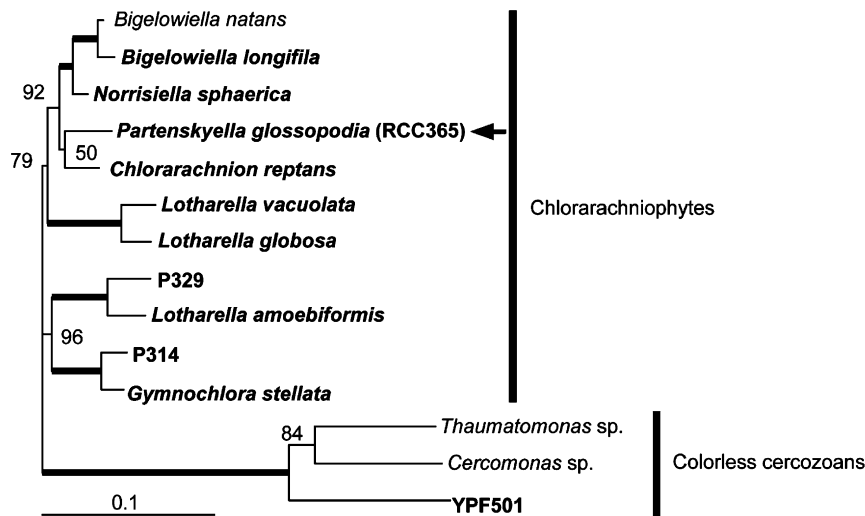 Bigelowiella natans
Bigelowiella longifila
92
Norrisiella sphaerica
Partenskyella glossopodia (RCC365)
79
50
Chlorarachnion reptans
Lotharella vacuolata
Chlorarachniophytes
Lotharella globosa
P329
Lotharella amoebiformis
96
P314
Gymnochlora stellata
84
Thaumatomonas sp.
Cercomonas sp.
Colorless cercozoans
0.1
YPF501